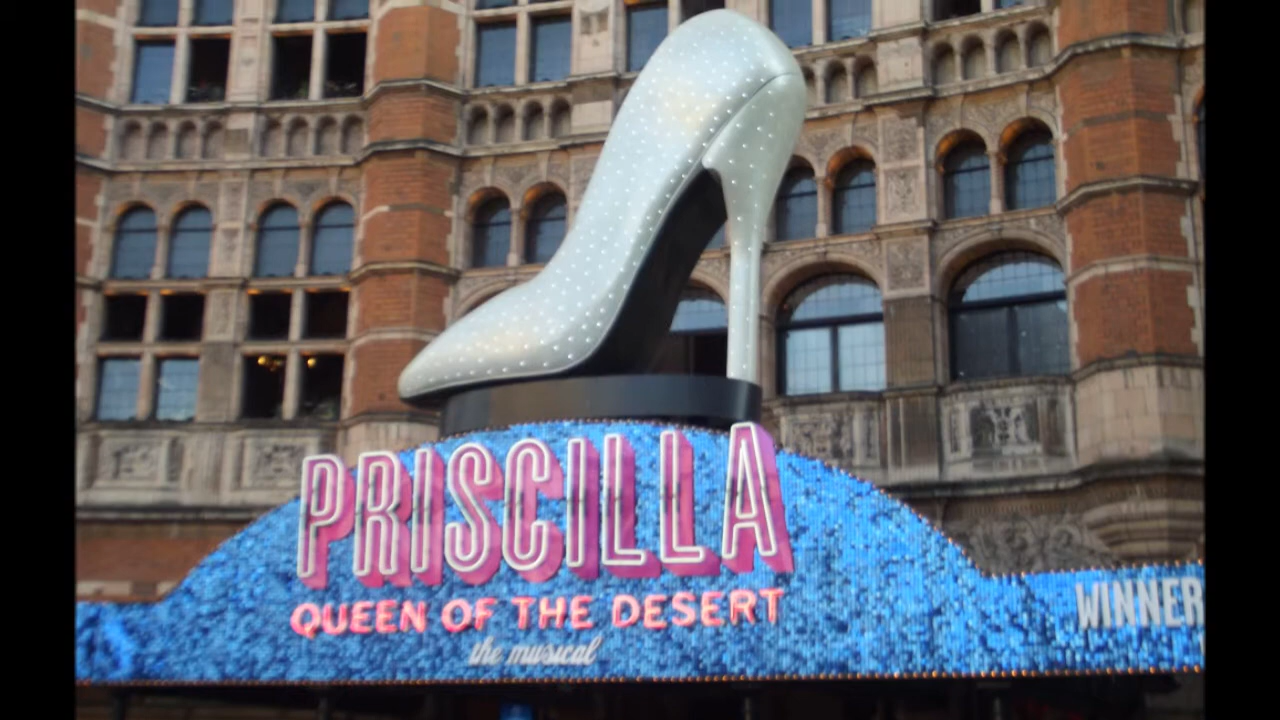 PRISCILLA
QUEEN OF THE DESERT
the musical
WINNER